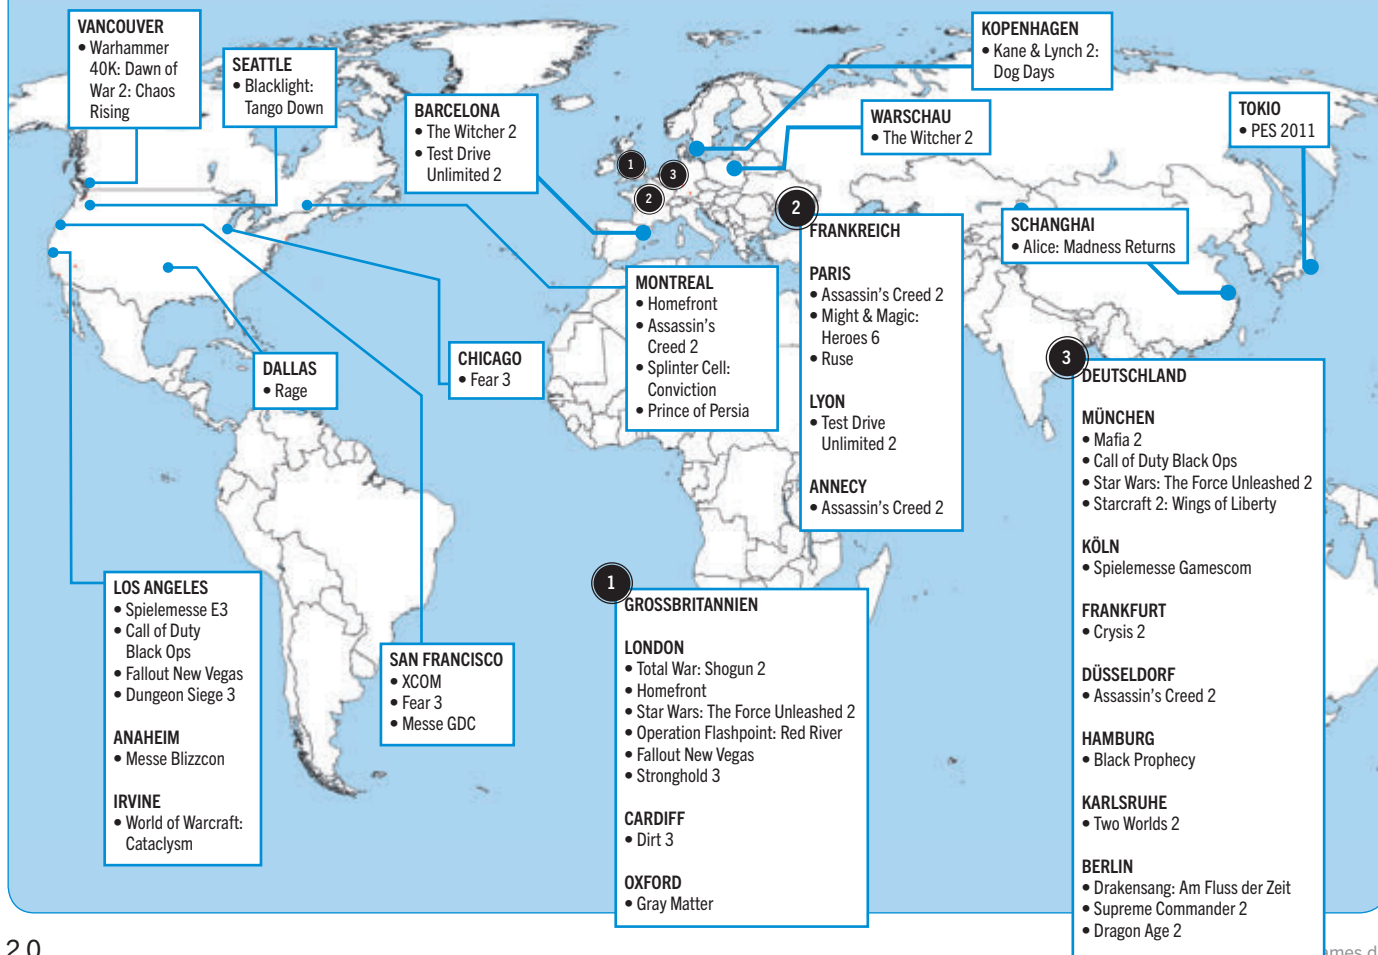 VANCOUVER
• Warhammer
40K: Dawn of
War 2: Chaos
Rising
SEATTLE
• Blacklight:
Tango Down
BARCELONA
• The Witcher 2
• Test Drive
Unlimited 2
KOPENHAGEN
• Kane & Lynch 2:
Dog Days
WARSCHAU
• The Witcher 2
TOKIO
• PES 2011
SCHANGHAI
• Alice: Madness Returns
1
2
3
MONTREAL
• Homefront
• Assassin's
Creed 2
• Splinter Cell:
Conviction
• Prince of Persia
CHICAGO
• Fear 3
DALLAS
• Rage
2
FRANKREICH
PARIS
• Assassin's Creed 2
• Might & Magic:
Heroes 6
• Ruse
LYON
• Test Drive
Unlimited 2
ANNECY
• Assassin's Creed 2
LOS ANGELES
• Spielemesse E3
• Call of Duty
Black Ops
• Fallout New Vegas
• Dungeon Siege 3
ANAHEIM
• Messe Blizzcon
IRVINE
• World of Warcraft:
Cataclysm
SAN FRANCISCO
• XCOM
• Fear 3
• Messe GDC
1
GROSSBRITANNIEN
LONDON
• Total War: Shogun 2
• Homefront
• Star Wars: The Force Unleashed 2
• Operation Flashpoint: Red River
• Fallout New Vegas
• Stronghold 3
CARDIFF
• Dirt 3
OXFORD
• Gray Matter
3
DEUTSCHLAND
MÜNCHEN
• Mafia 2
• Call of Duty Black Ops
• Star Wars: The Force Unleashed 2
• Starcraft 2: Wings of Liberty
KÖLN
• Spielemesse Gamescom
FRANKFURT
• Crysis 2
DÜSSELDORF
• Assassin's Creed 2
HAMBURG
• Black Prophecy
KARLSRUHE
• Two Worlds 2
BERLIN
• Drakensang: Am Fluss der Zeit
• Supreme Commander 2
• Dragon Age 2